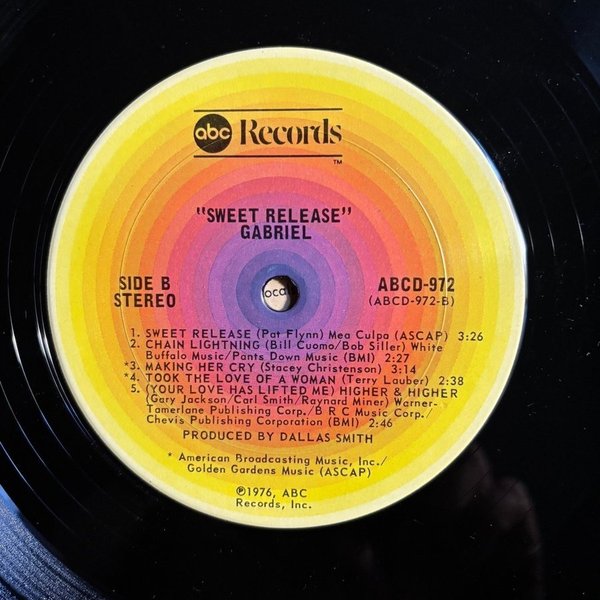 abc Records
TM
"SWEET RELEASE"
GABRIEL
SIDE B
STEREO
ABCD-972
(ABCD-972-B)
1. SWEET RELEASE (Pat Flynn) Mea Culpa (ASCAP) 3:26
2. CHAIN LIGHTNING (Bill Cuomo/Bob Siller) White
Buffalo Music/Pants Down Music (BMI) 2:27
*3. MAKING HER CRY (Stacey Christenson) 3:14
*4. TOOK THE LOVE OF A WOMAN (Terry Lauber) 2:38
5. (YOUR LOVE HAS LIFTED ME) HIGHER & HIGHER
(Gary Jackson/Carl Smith/Raynard Miner) Warner-
Tamerlane Publishing Corp./B R C Music Corp./
Chevis Publishing Corporation (BMI) 2:46
PRODUCED BY DALLAS SMITH
* American Broadcasting Music, Inc./
Golden Gardens Music (ASCAP)
℗1976, ABC
Records, Inc.